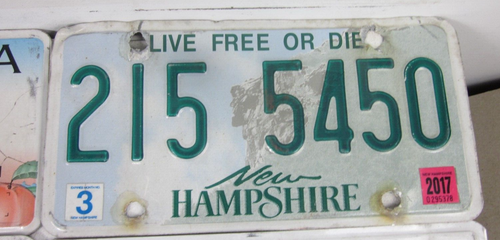 A
LIVE FREE OR DIE
215 5450
New
HAMPSHIRE
3
2017